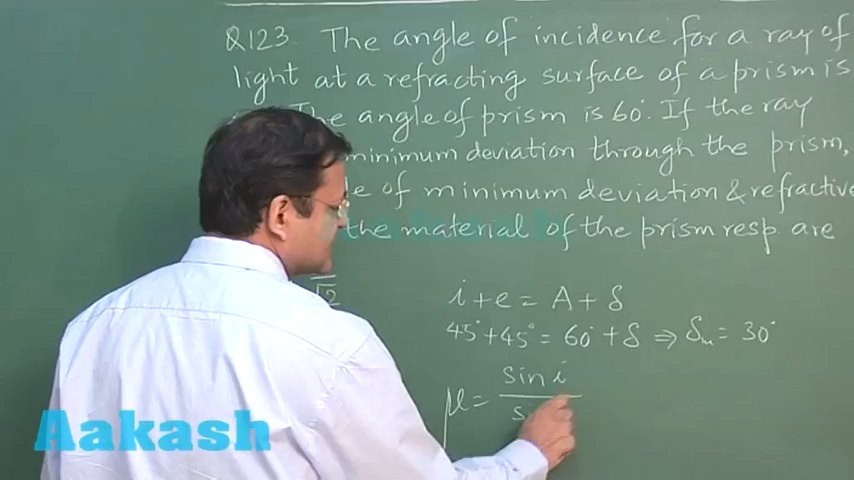 Q123. The angle of incidence for a ray of
light at a refracting surface of a prism is
The angle of prism is 60°. If the ray
minimum deviation through the prism,
of minimum deviation & refractive
the material of the prism resp. are
√2
i + e = A + δ
45° + 45° = 60° + δ ⇒ δm = 30°
μ = sin i
Aakash
Aakash